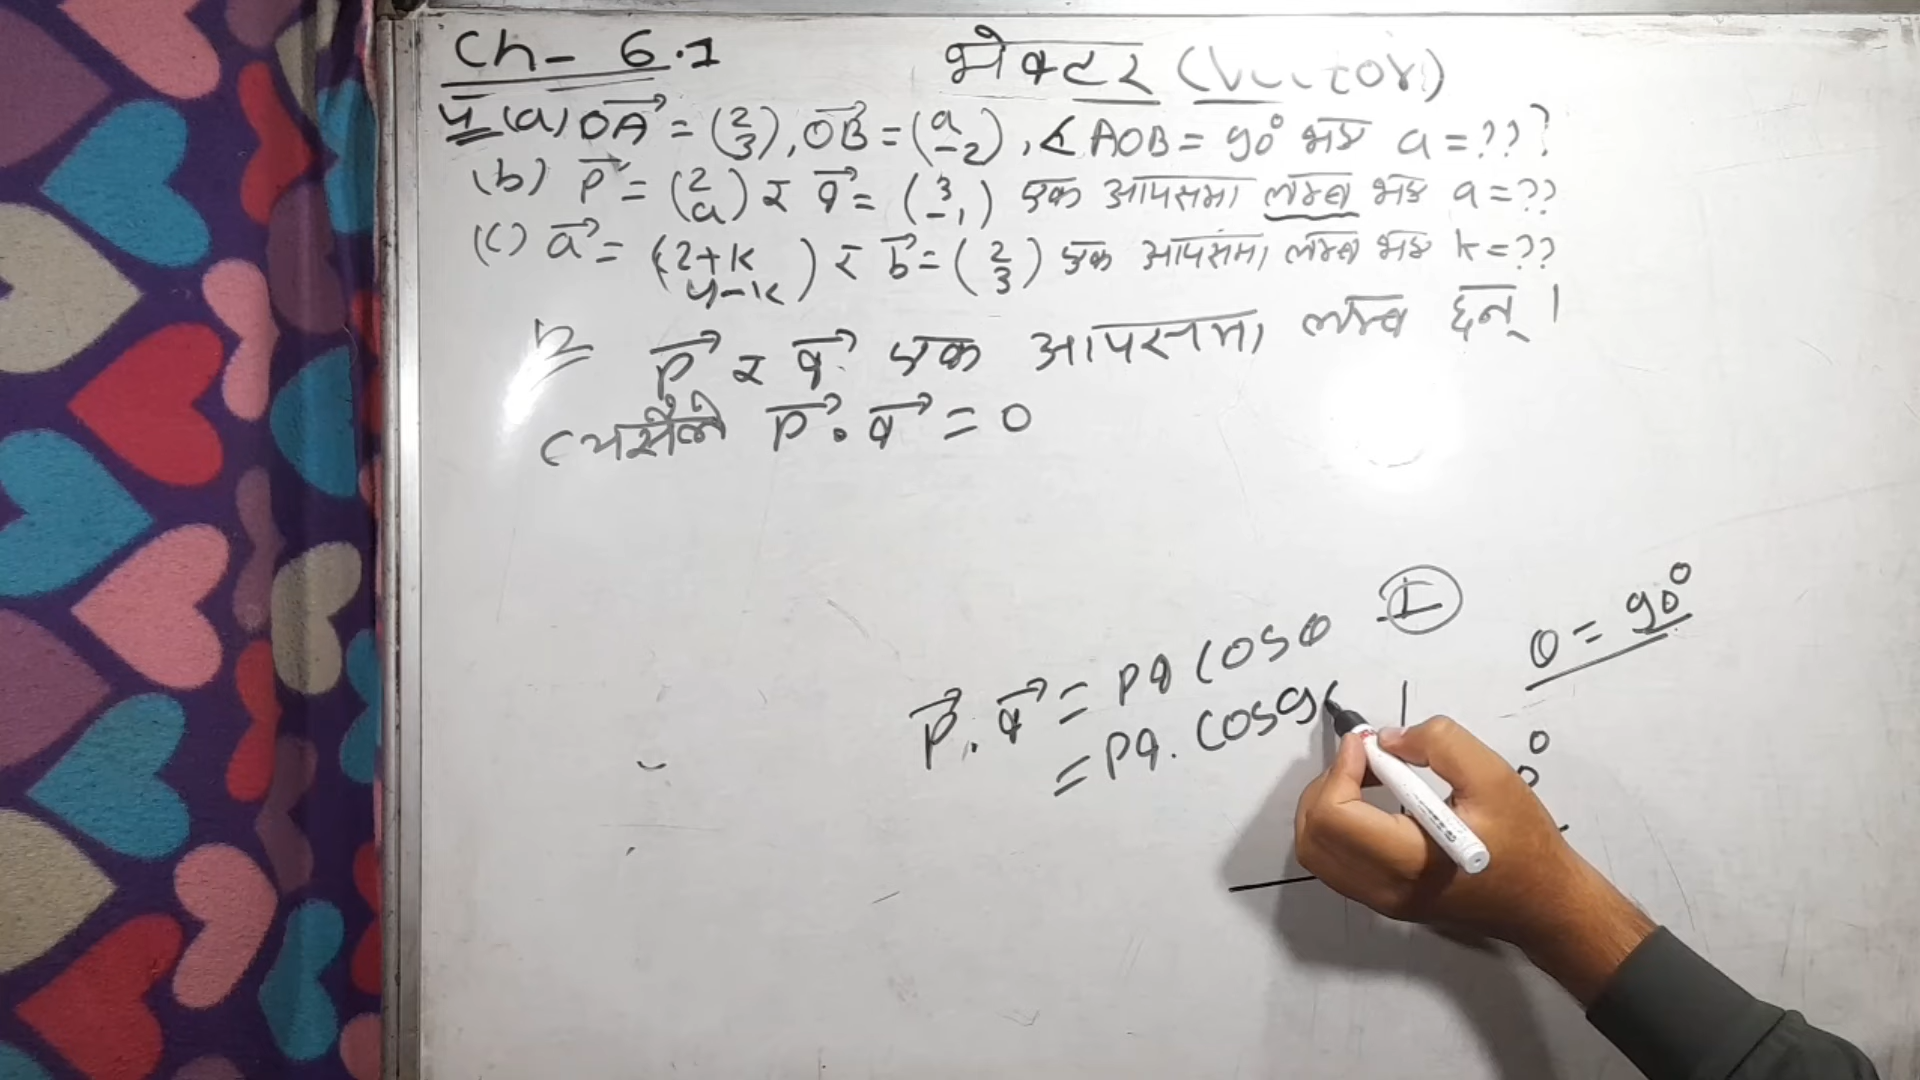 Ch- 6.1 भेक्टर (Vector)
५ (a) OA→ = (2 3), OB→ = (a -2), ∠AOB = 90° भए a = ???
(b) p→ = (2 a) र q→ = (3 -1) एक आपसमा लम्ब भए a = ??
(c) a→ = (2+k 4-k) र b→ = (2 3) एक आपसमा लम्ब भए k = ??
p→ र q→ एक आपसमा लम्ब छन् ।
त्यसैले p→ . q→ = 0
θ = 90°
p→ . q→ = pq cosθ I
= pq . cos9